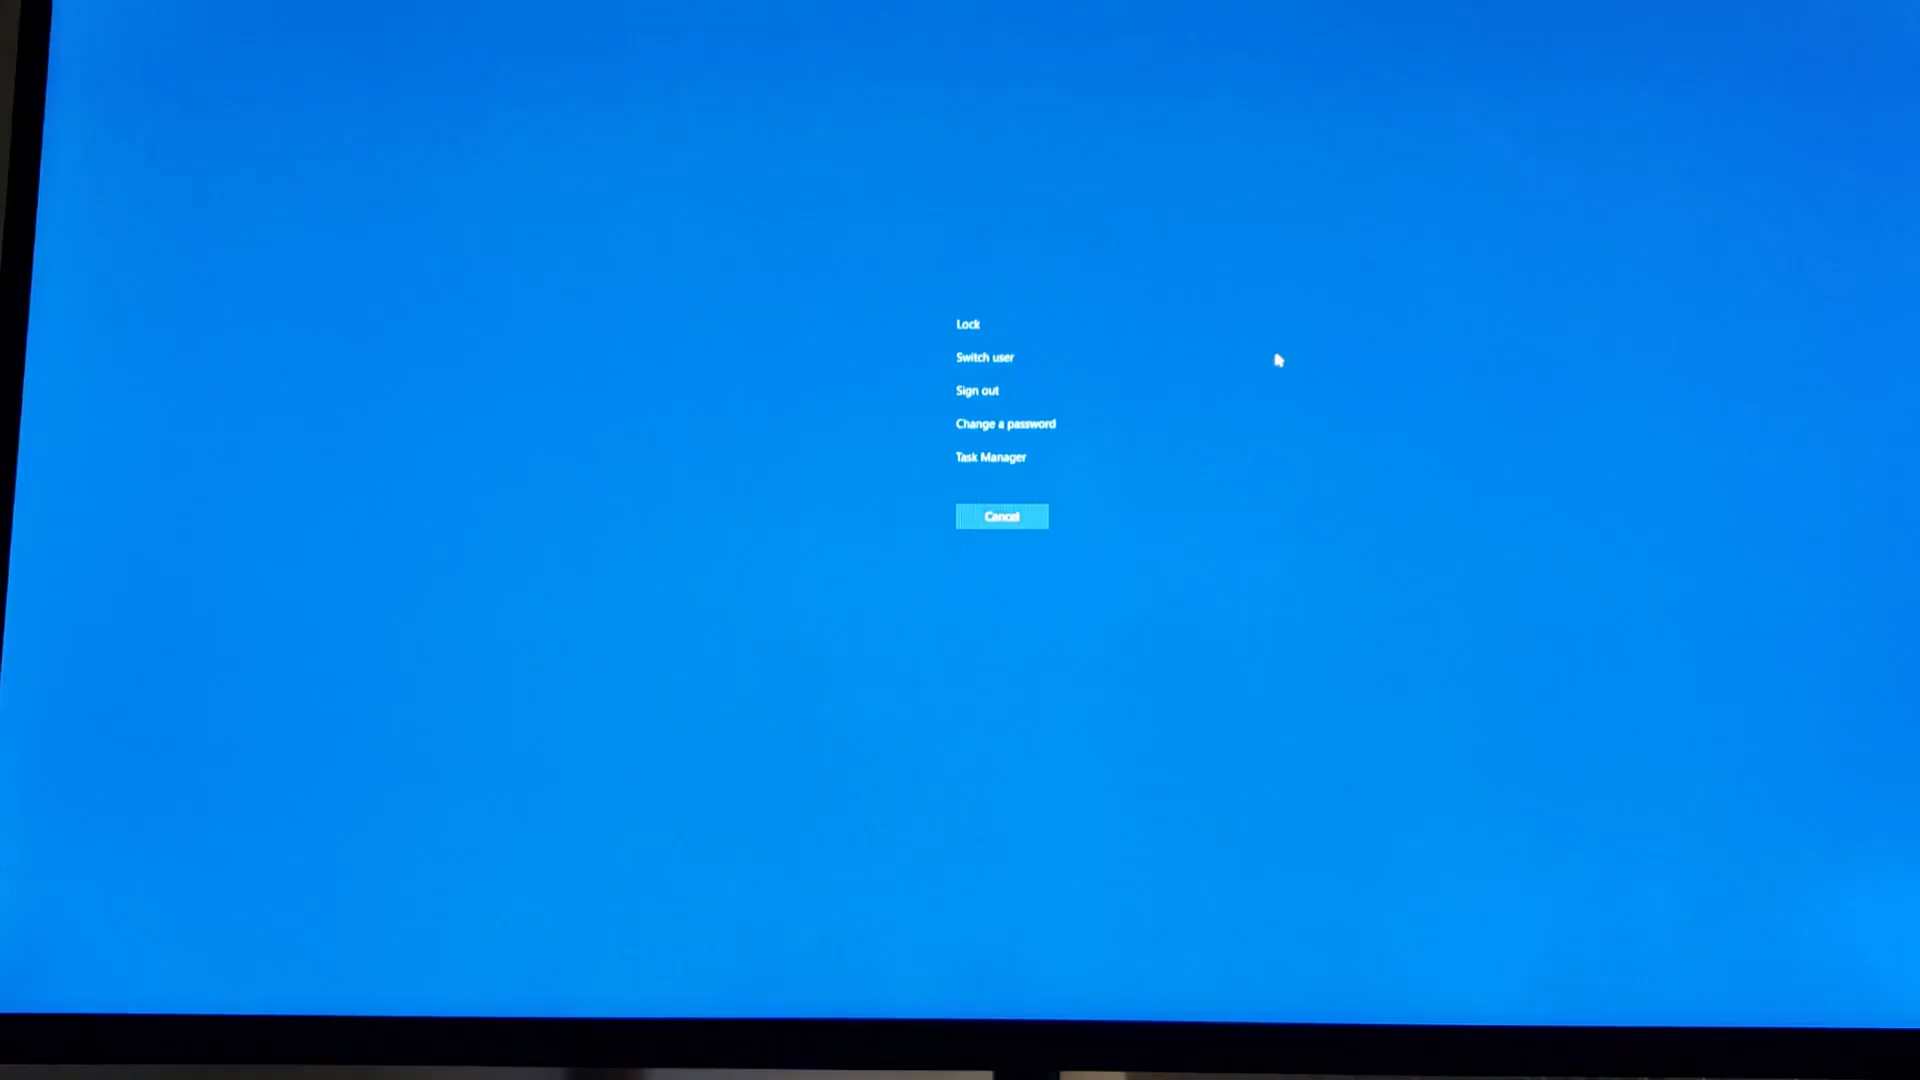 Lock
Switch user
Sign out
Change a password
Task Manager
Cancel